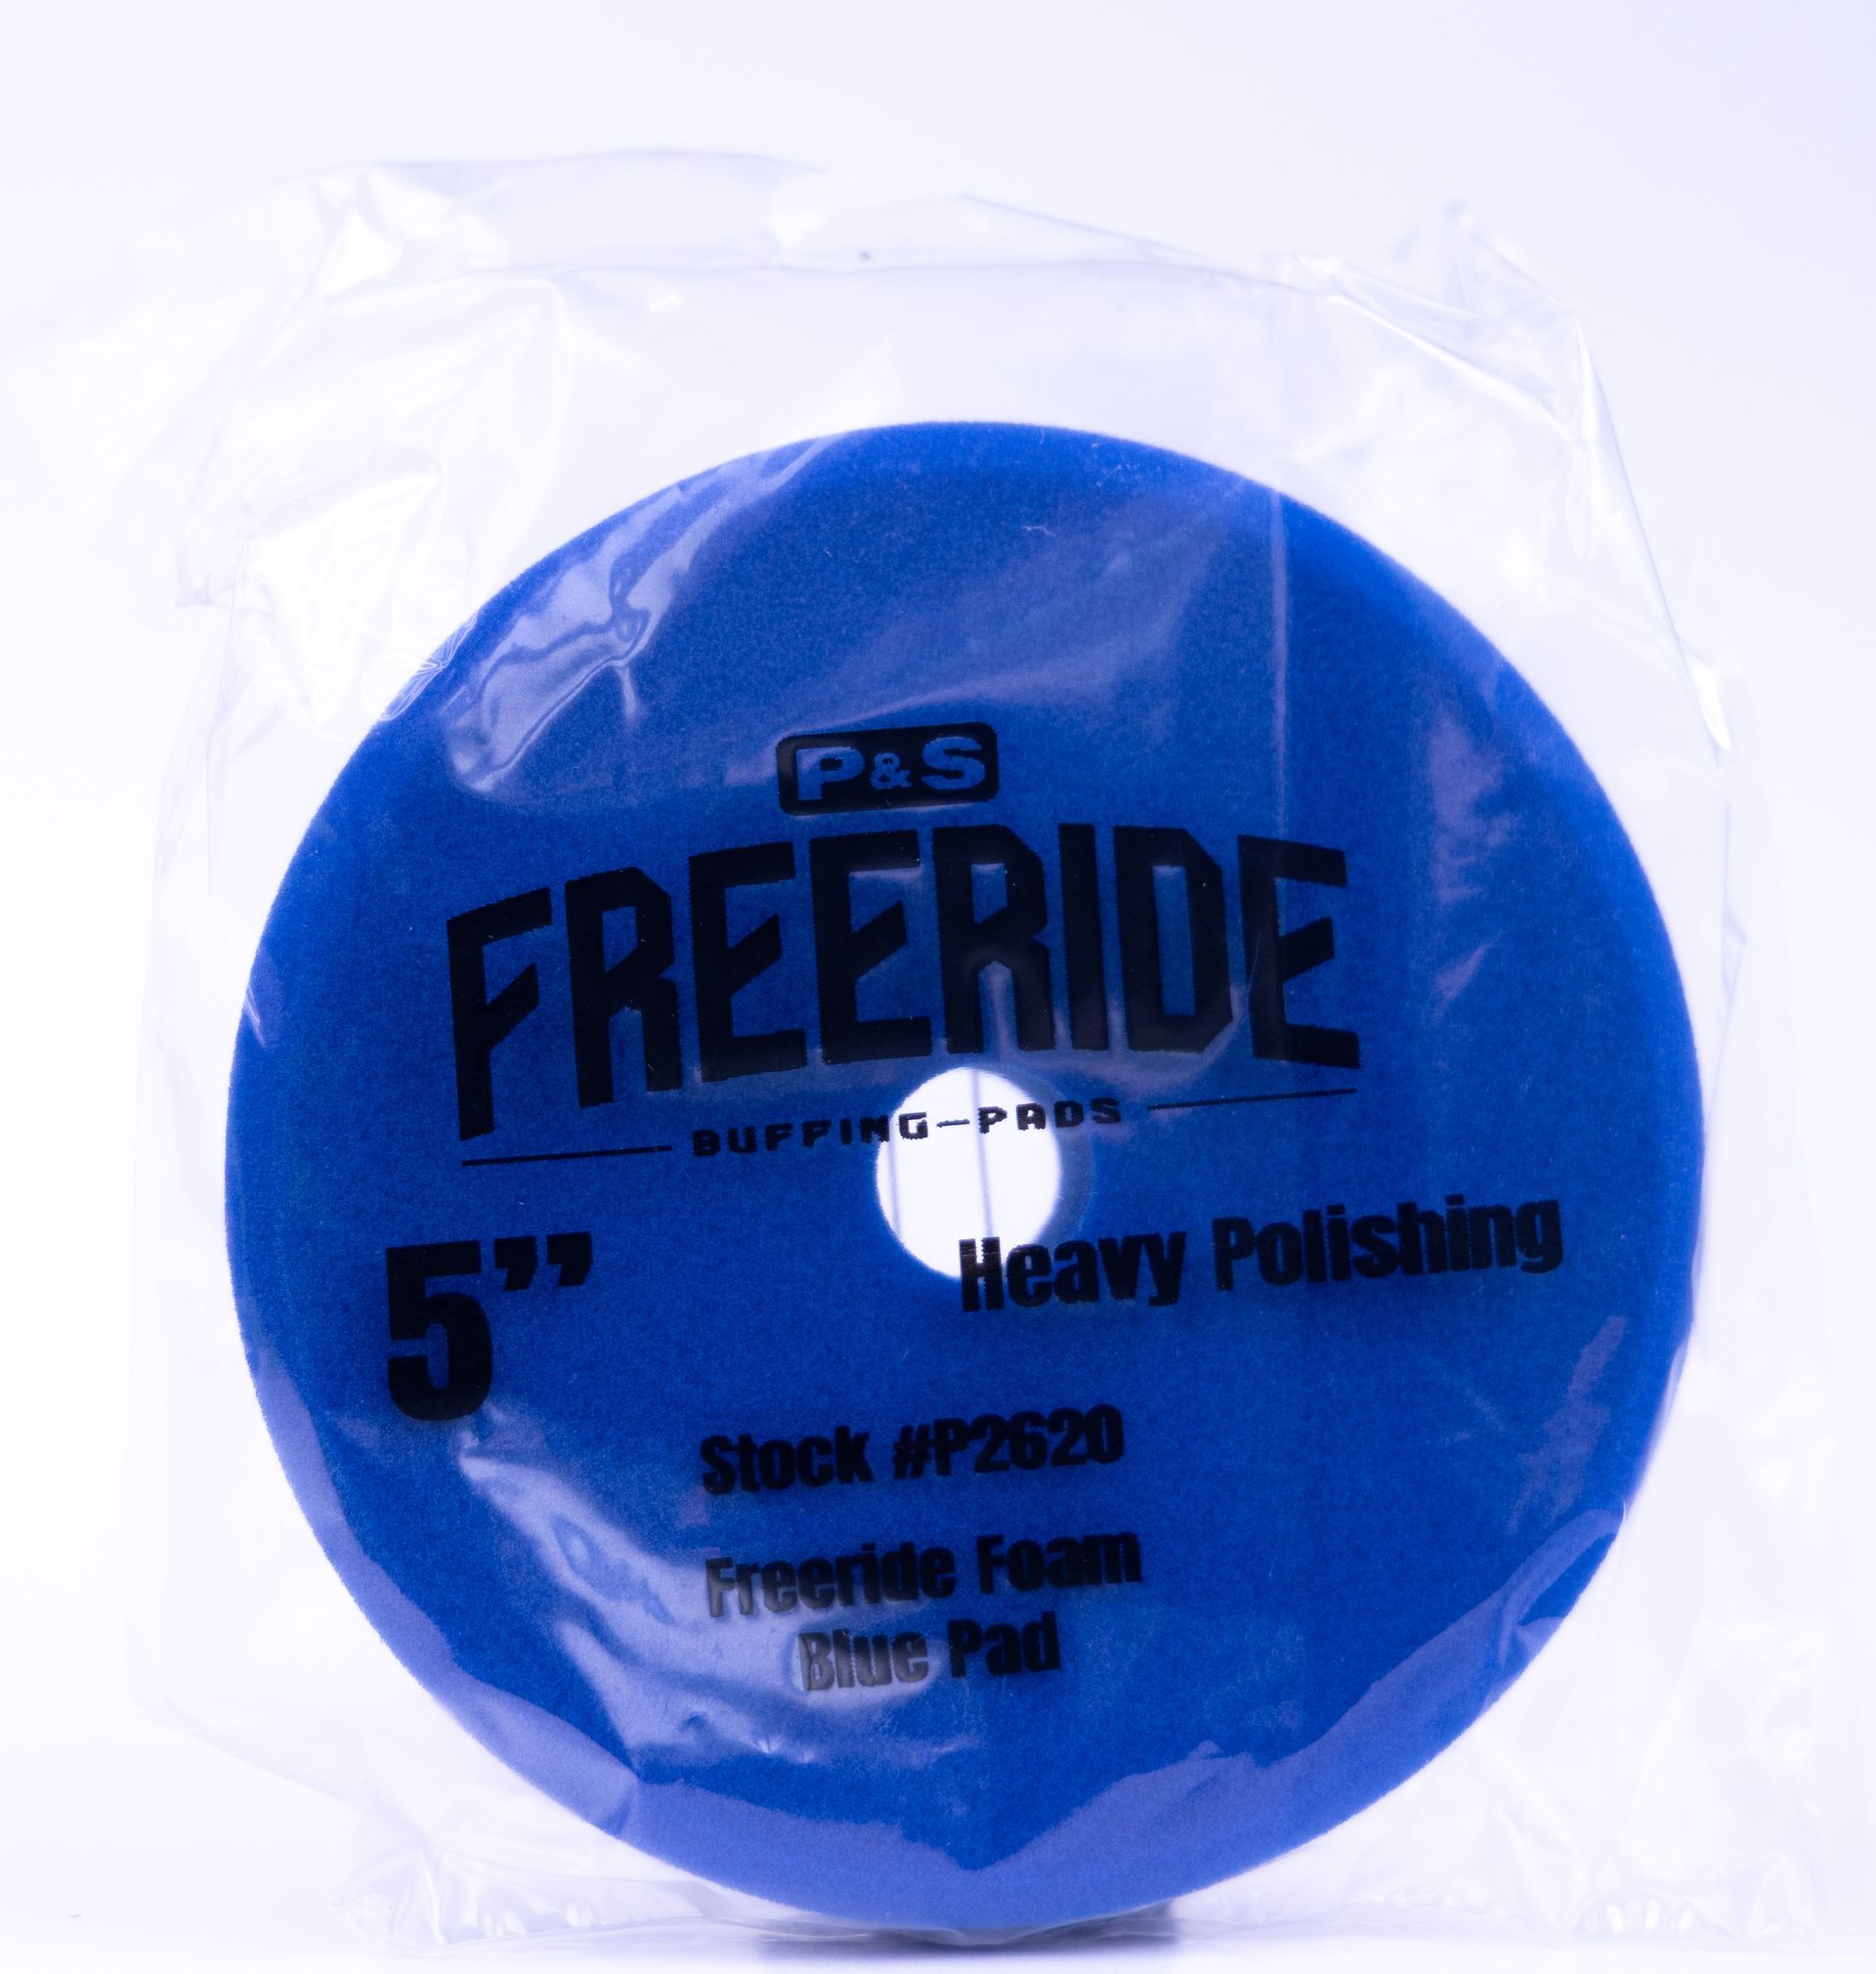 P&S
FREERIDE
BUFFING-PADS
5”
Heavy Polishing
Stock #P2620
Freeride Foam
Blue Pad